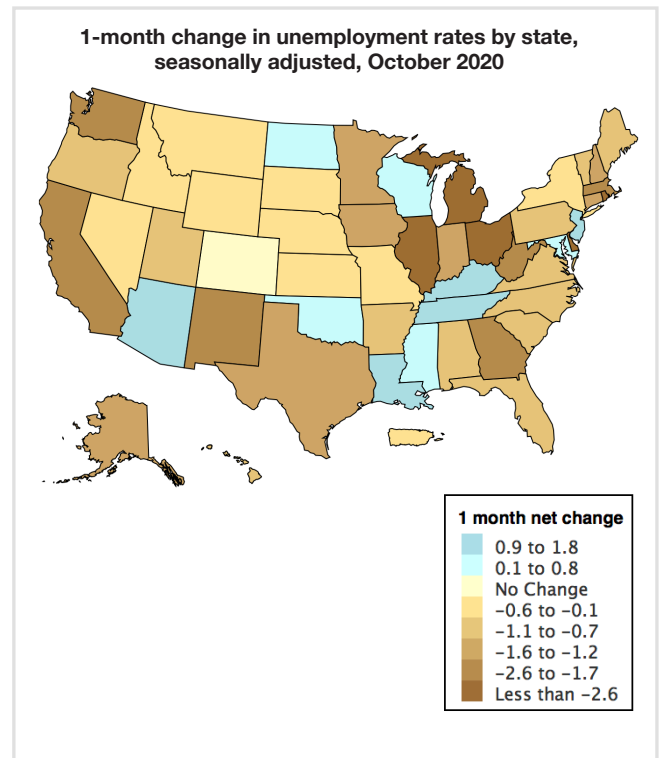 1-month change in unemployment rates by state,
seasonally adjusted, October 2020
1 month net change
0.9 to 1.8
0.1 to 0.8
No Change
−0.6 to −0.1
−1.1 to −0.7
−1.6 to −1.2
−2.6 to −1.7
Less than −2.6